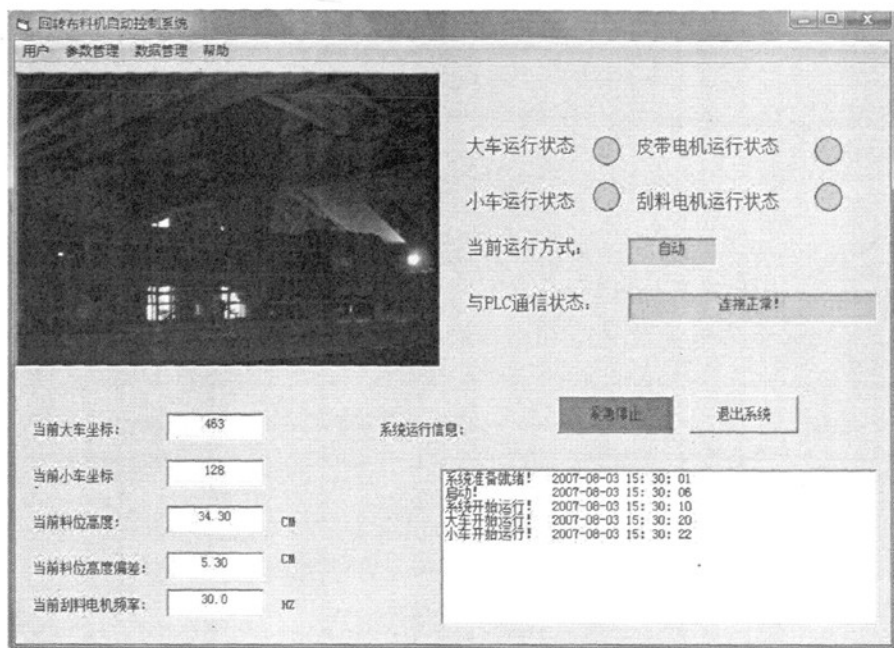 回转布料机自动控制系统
用户 参数管理 数据管理 帮助
大车运行状态 皮带电机运行状态
小车运行状态 刮料电机运行状态
当前运行方式: 自动
与PLC通信状态: 连接正常!
紧急停止 退出系统
当前大车坐标: 463
系统运行信息:
当前小车坐标 128
当前料位高度: 34.30 CM
当前料位高度偏差: 5.30 CM
当前刮料电机频率: 30.0 HZ
系统准备就绪! 2007-08-03 15:30:01
启动! 2007-08-03 15:30:06
系统开始运行! 2007-08-03 15:30:10
大车开始运行! 2007-08-03 15:30:20
小车开始运行! 2007-08-03 15:30:22